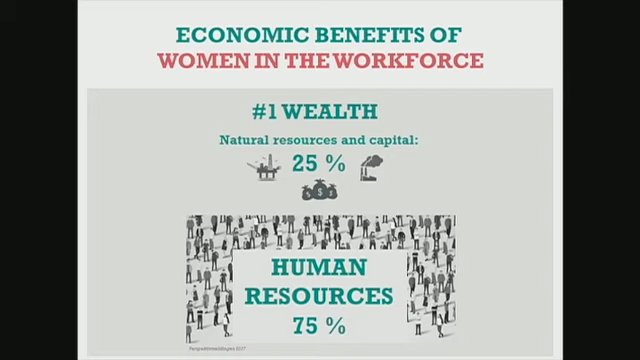 ECONOMIC BENEFITS OF
WOMEN IN THE WORKFORCE
#1 WEALTH
Natural resources and capital:
25 %
HUMAN
RESOURCES
75 %